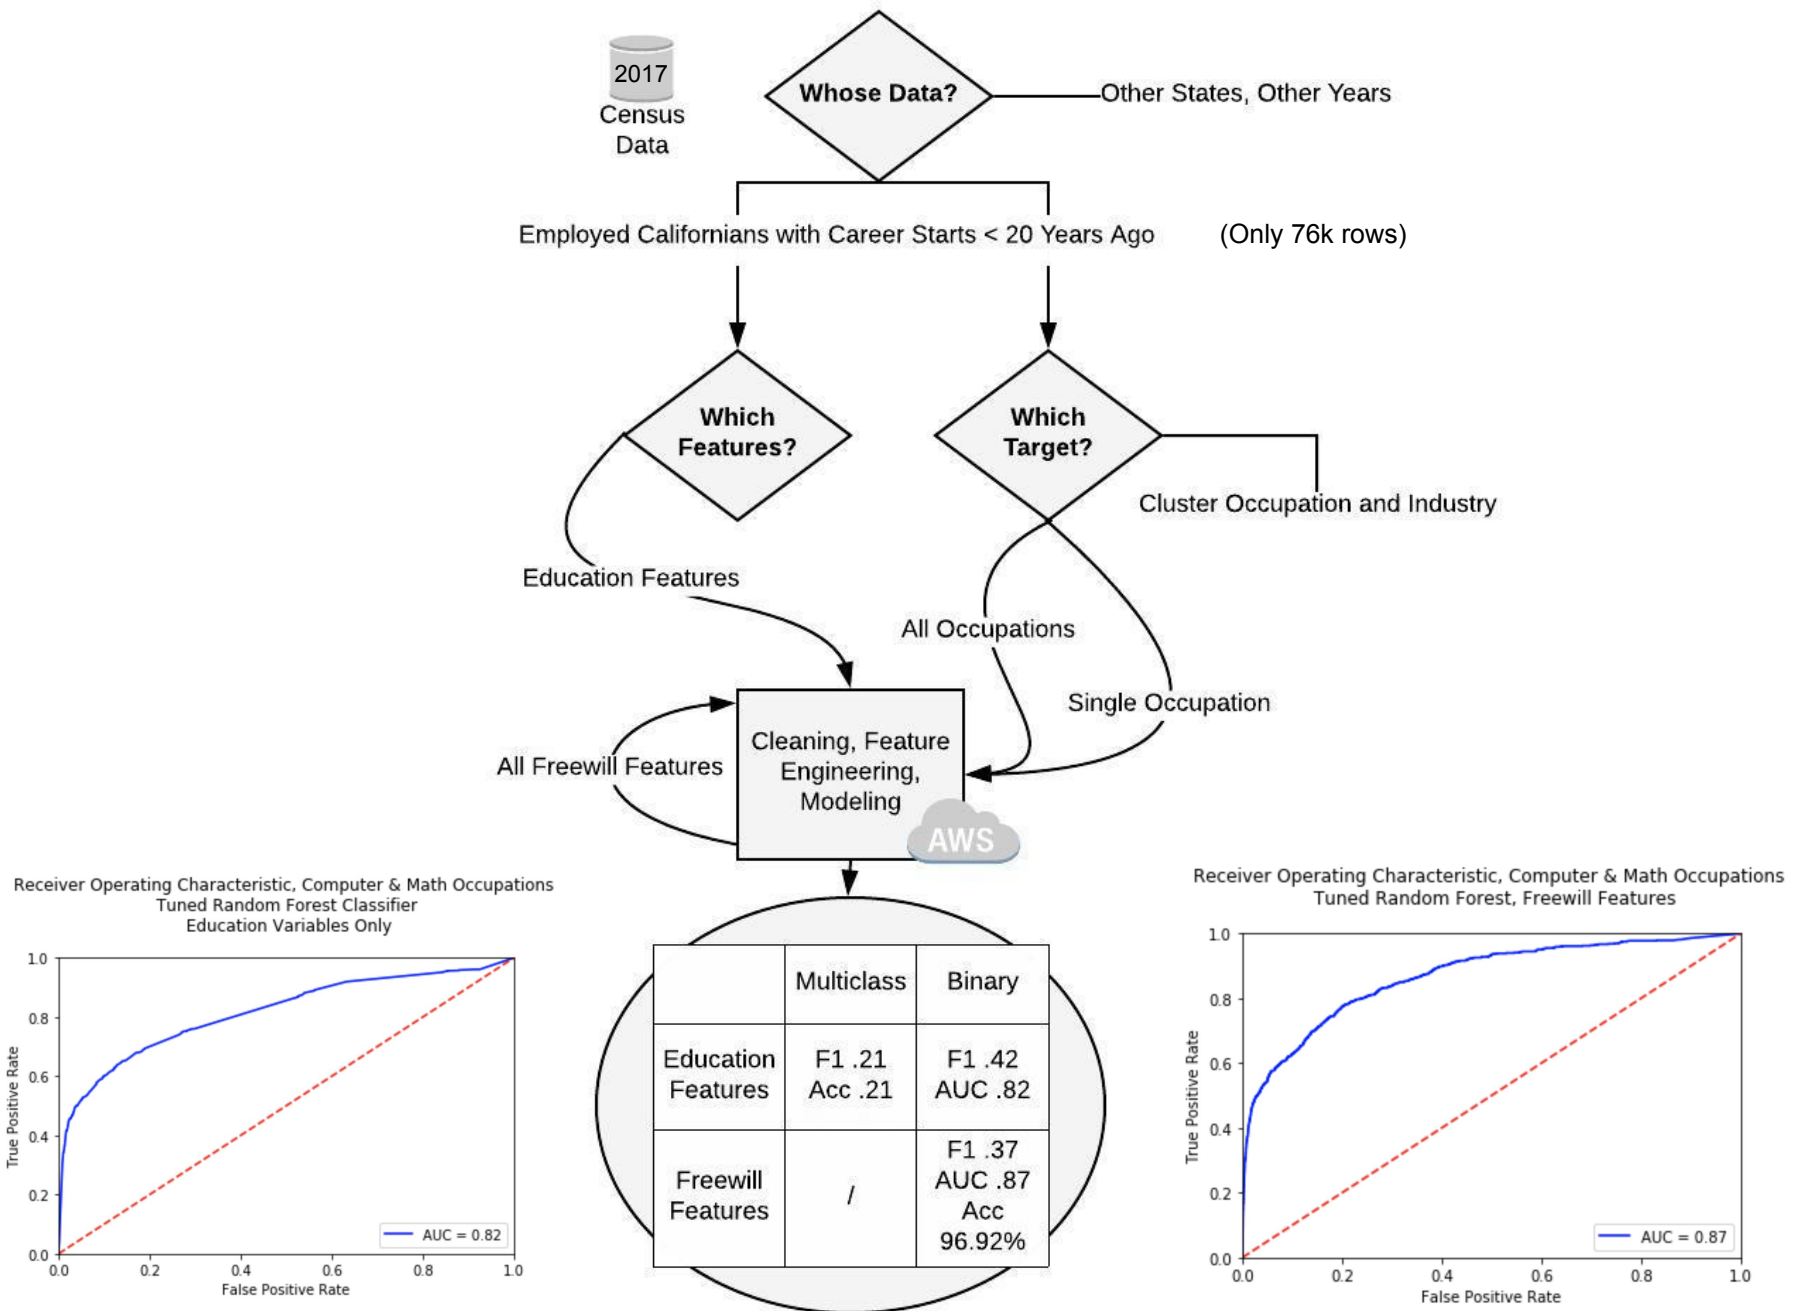 2017
Census
Data
Whose Data?
Other States, Other Years
Employed Californians with Career Starts < 20 Years Ago
(Only 76k rows)
Which
Features?
Which
Target?
Cluster Occupation and Industry
Education Features
All Occupations
Single Occupation
All Freewill Features
Cleaning, Feature
Engineering,
Modeling
AWS
Receiver Operating Characteristic, Computer & Math Occupations
Tuned Random Forest Classifier
Education Variables Only
1.0
0.8
0.6
0.4
0.2
0.0
True Positive Rate
AUC = 0.82
0.0 0.2 0.4 0.6 0.8 1.0
False Positive Rate
Multiclass Binary
Education
Features
F1 .21
Acc .21
F1 .42
AUC .82
Freewill
Features
/
F1 .37
AUC .87
Acc
96.92%
Receiver Operating Characteristic, Computer & Math Occupations
Tuned Random Forest, Freewill Features
1.0
0.8
0.6
0.4
0.2
0.0
True Positive Rate
AUC = 0.87
0.0 0.2 0.4 0.6 0.8 1.0
False Positive Rate